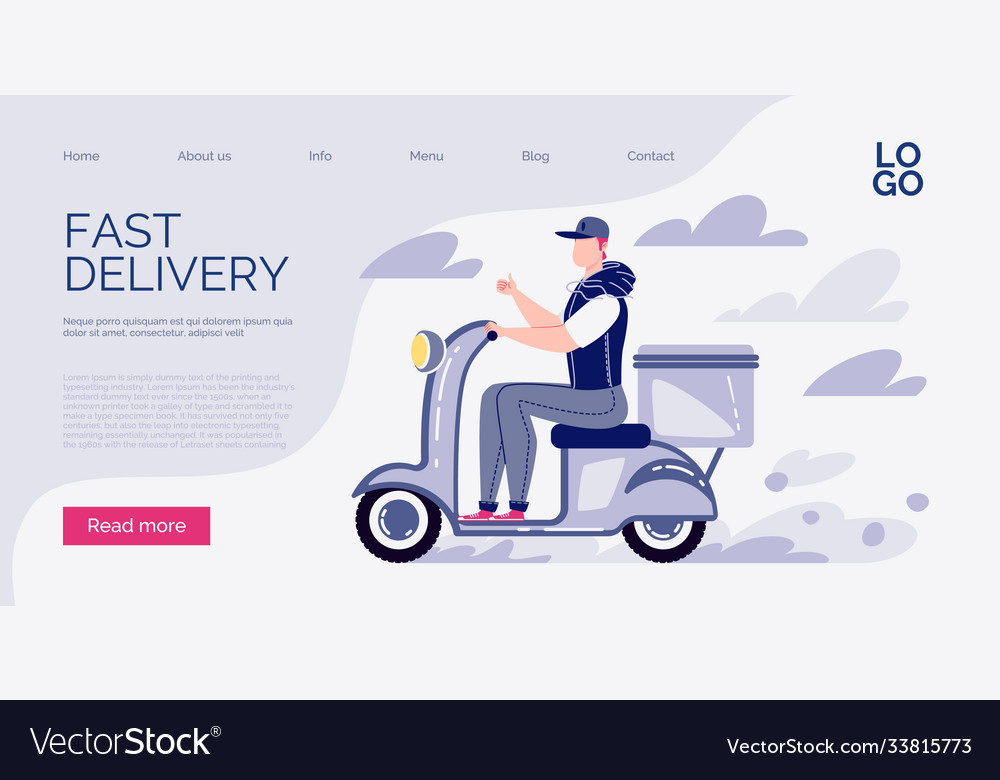 Home About us Info Menu Blog Contact
LO
GO
FAST
DELIVERY
Neque porro quisquam est qui dolorem ipsum quia
dolor sit amet, consectetur, adipisci velit
Lorem Ipsum is simply dummy text of the printing and
typesetting industry. Lorem Ipsum has been the industry's
standard dummy text ever since the 1500s, when an
unknown printer took a galley of type and scrambled it to
make a type specimen book. It has survived not only five
centuries, but also the leap into electronic typesetting,
remaining essentially unchanged. It was popularised in
the 1960s with the release of Letraset sheets containing
Read more
VectorStock®
VectorStock.com/33815773